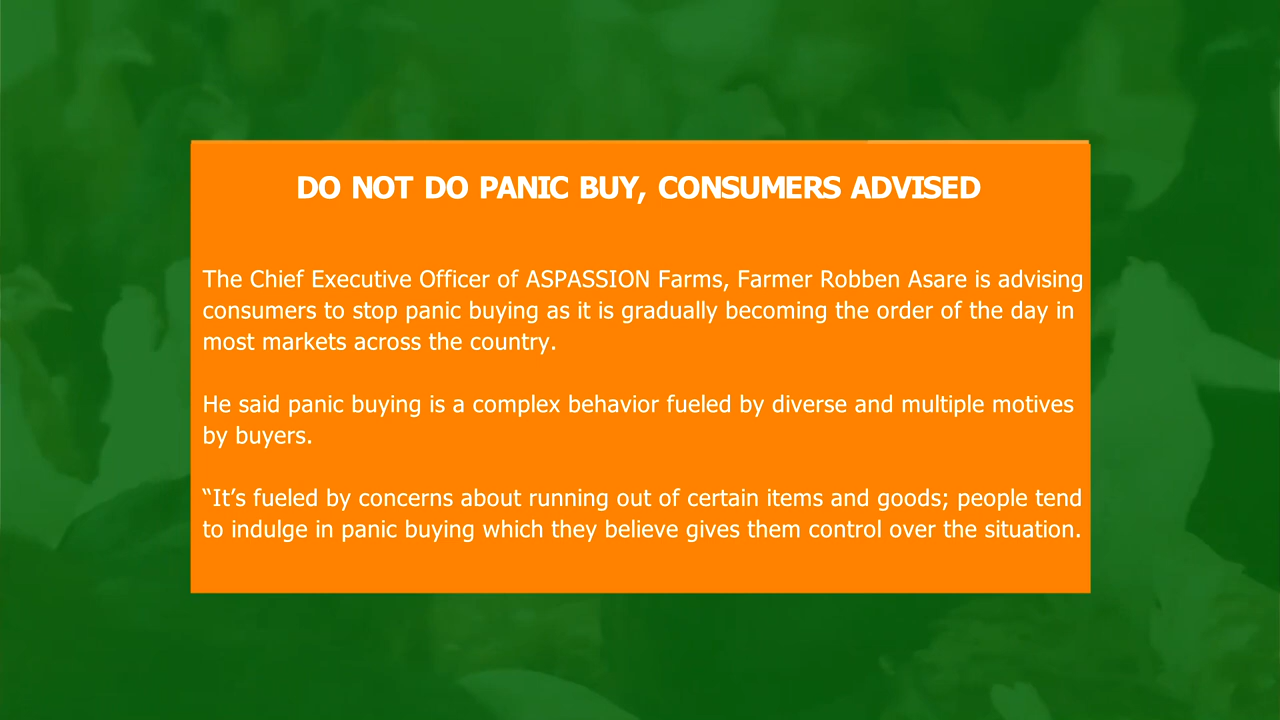 DO NOT DO PANIC BUY, CONSUMERS ADVISED
The Chief Executive Officer of ASPASSION Farms, Farmer Robben Asare is advising
consumers to stop panic buying as it is gradually becoming the order of the day in
most markets across the country.
He said panic buying is a complex behavior fueled by diverse and multiple motives
by buyers.
“It’s fueled by concerns about running out of certain items and goods; people tend
to indulge in panic buying which they believe gives them control over the situation.